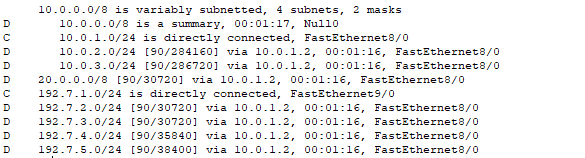 10.0.0.0/8 is variably subnetted, 4 subnets, 2 masks
D 10.0.0.0/8 is a summary, 00:01:17, Null0
C 10.0.1.0/24 is directly connected, FastEthernet8/0
D 10.0.2.0/24 [90/284160] via 10.0.1.2, 00:01:16, FastEthernet8/0
D 10.0.3.0/24 [90/286720] via 10.0.1.2, 00:01:16, FastEthernet8/0
D 20.0.0.0/8 [90/30720] via 10.0.1.2, 00:01:16, FastEthernet8/0
C 192.7.1.0/24 is directly connected, FastEthernet9/0
D 192.7.2.0/24 [90/30720] via 10.0.1.2, 00:01:16, FastEthernet8/0
D 192.7.3.0/24 [90/30720] via 10.0.1.2, 00:01:16, FastEthernet8/0
D 192.7.4.0/24 [90/35840] via 10.0.1.2, 00:01:16, FastEthernet8/0
D 192.7.5.0/24 [90/38400] via 10.0.1.2, 00:01:16, FastEthernet8/0